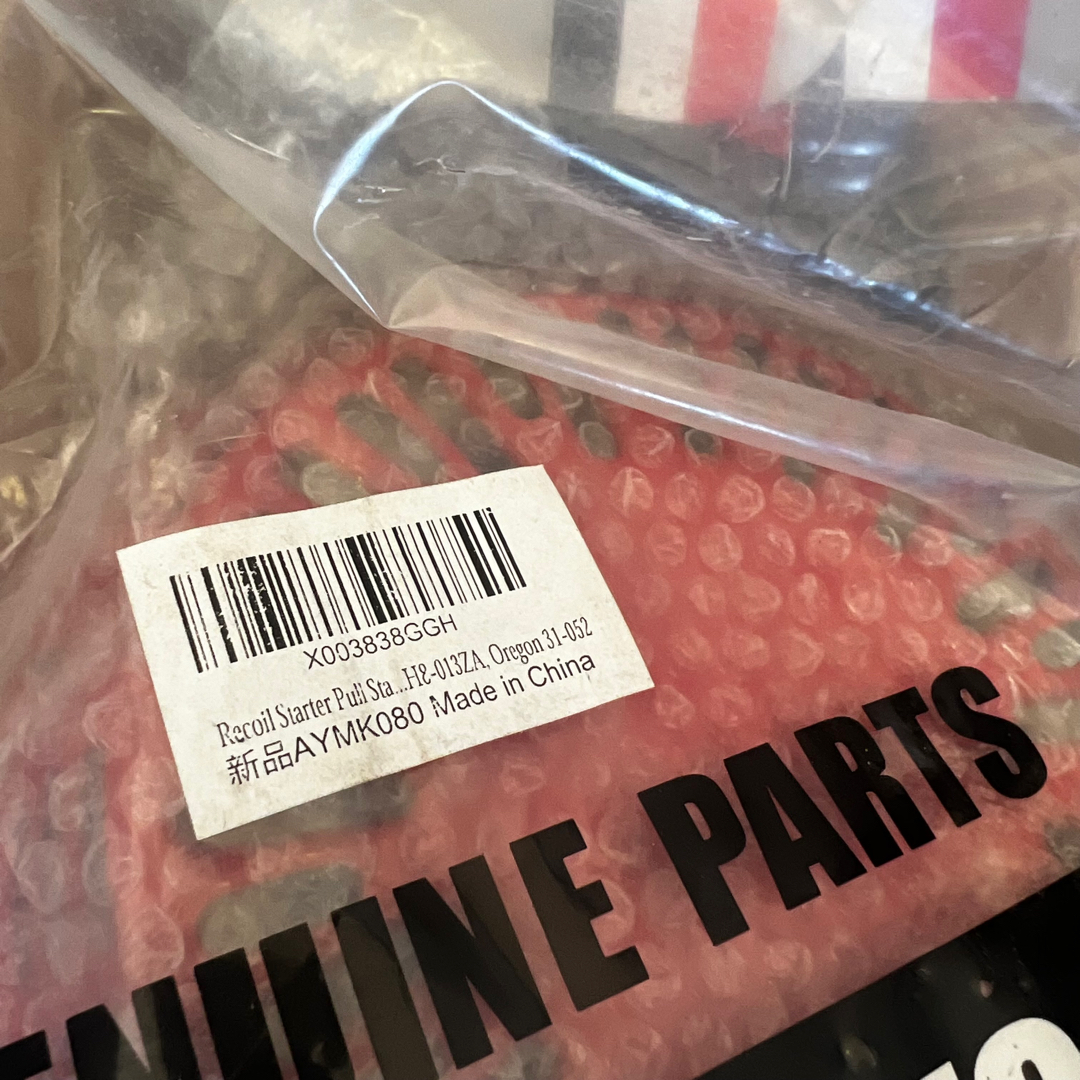 X003838GGH
Recoil Starter Pull Sta...H8-013ZA, Oregon 31-052
新品AYMK080 Made in China
ENUINE PARTS